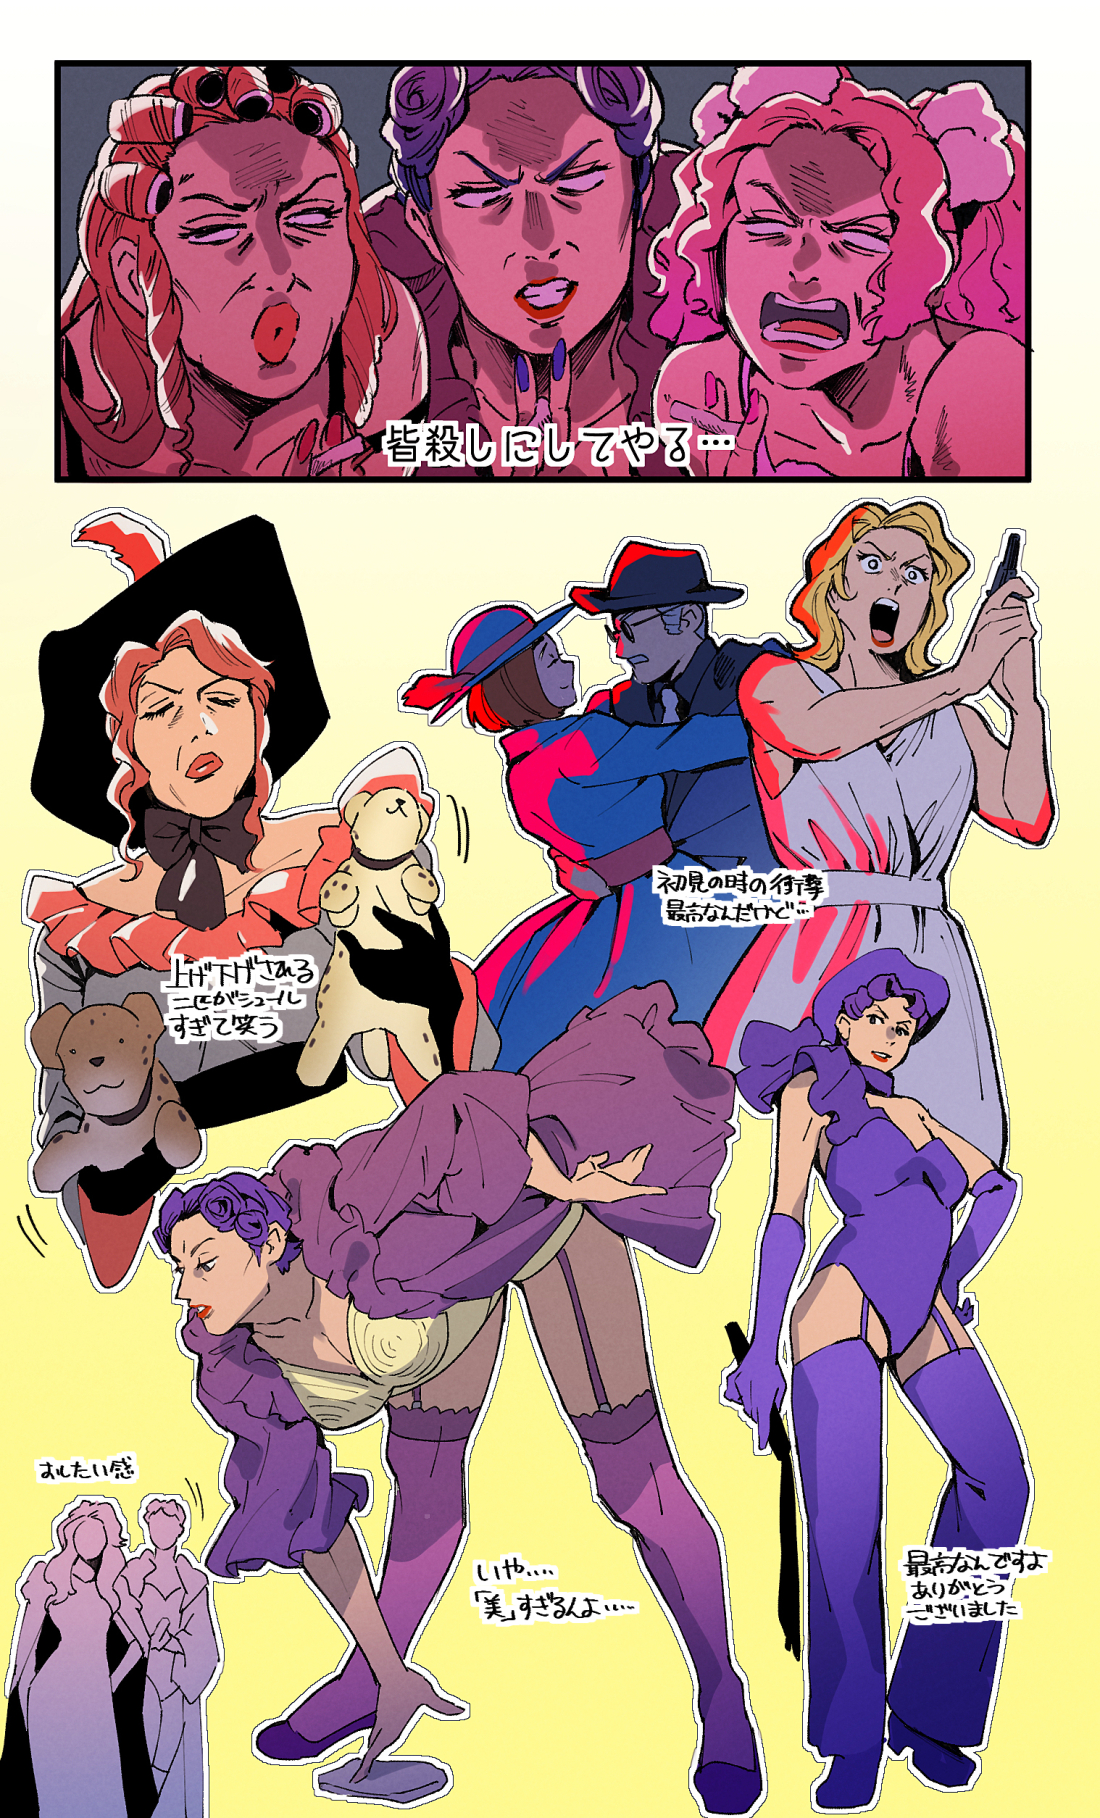 皆殺しにしてやる…
初見の時の衝撃
最高なんだけど…
上げ下げされる
二匹がシュール
すぎて笑う
おしたい感
いや....
「美」すぎるんよ.....
最高なんですよ
ありがとう
ございました